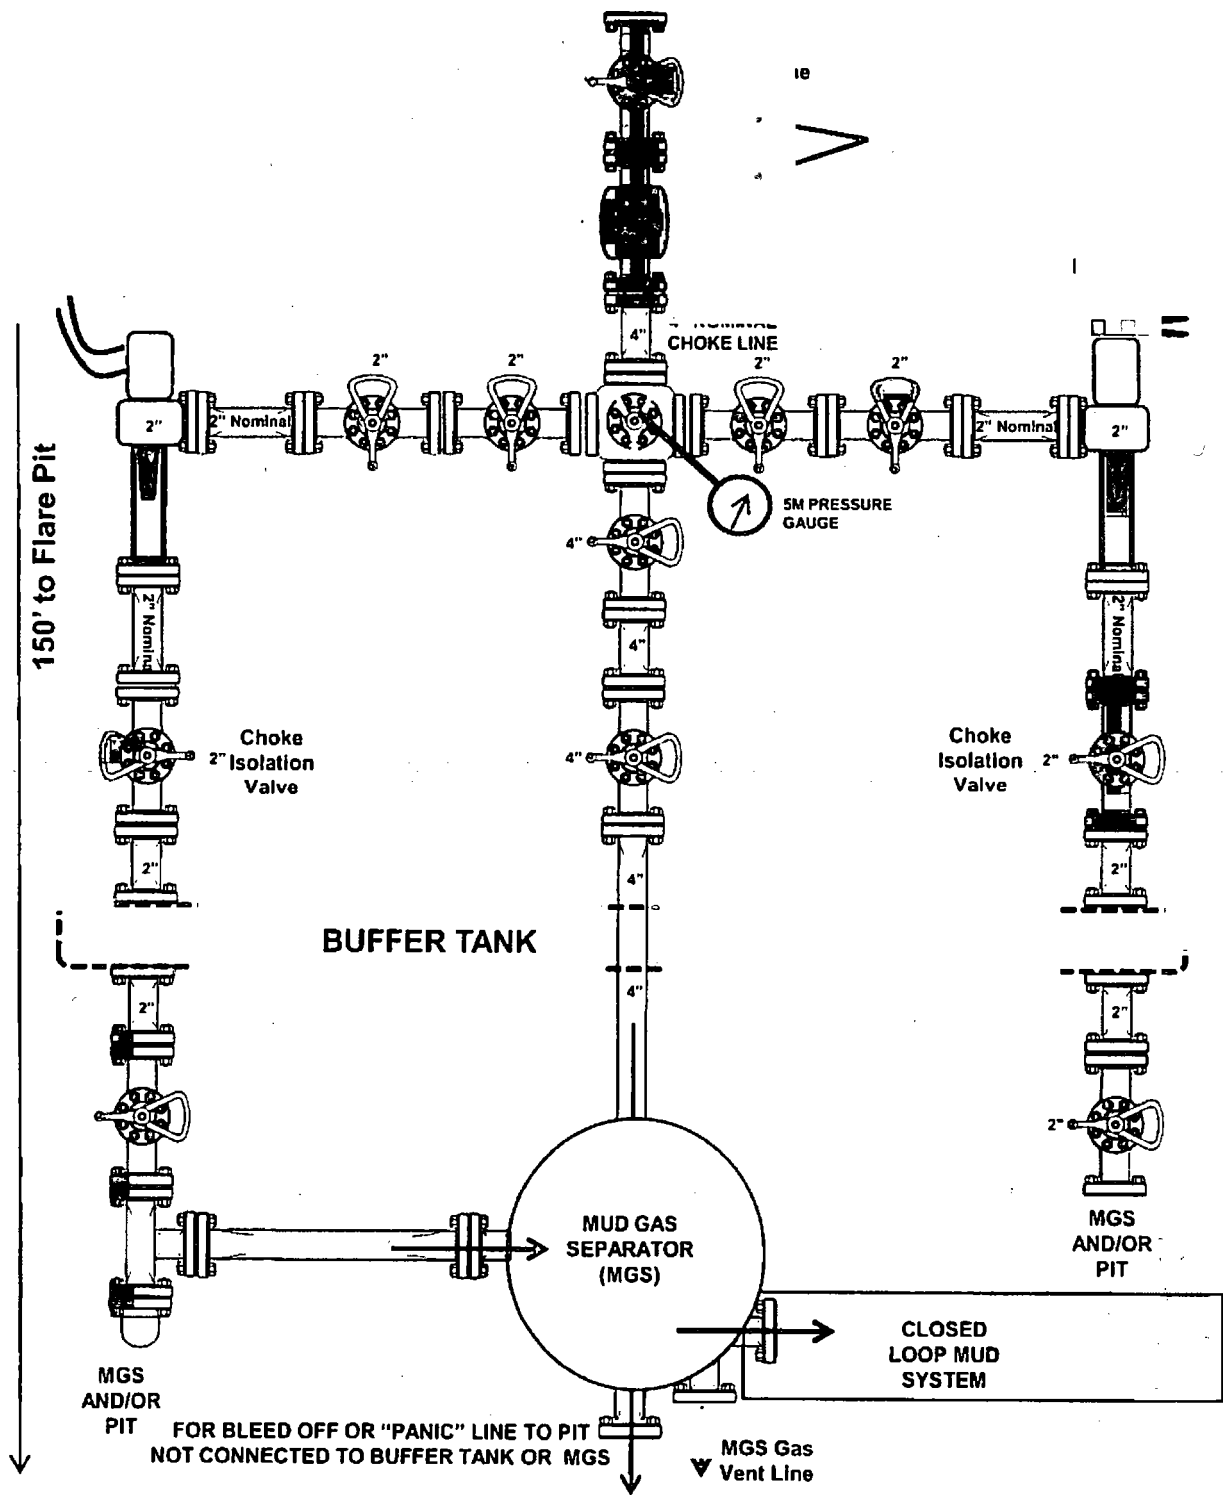 4"
CHOKE LINE
2"
2"
2"
2"
2"
2" Nominal
2" Nominal
2"
5M PRESSURE
GAUGE
4"
150' to Flare Pit
2" Nominal
4"
2" Nominal
Choke
2" Isolation
Valve
4"
Choke
Isolation
Valve
2"
2"
4"
2"
BUFFER TANK
2"
4"
2"
2"
MUD GAS
SEPARATOR
(MGS)
MGS
AND/OR
PIT
CLOSED
LOOP MUD
SYSTEM
MGS
AND/OR
PIT
FOR BLEED OFF OR “PANIC” LINE TO PIT
NOT CONNECTED TO BUFFER TANK OR MGS
MGS Gas
Vent Line